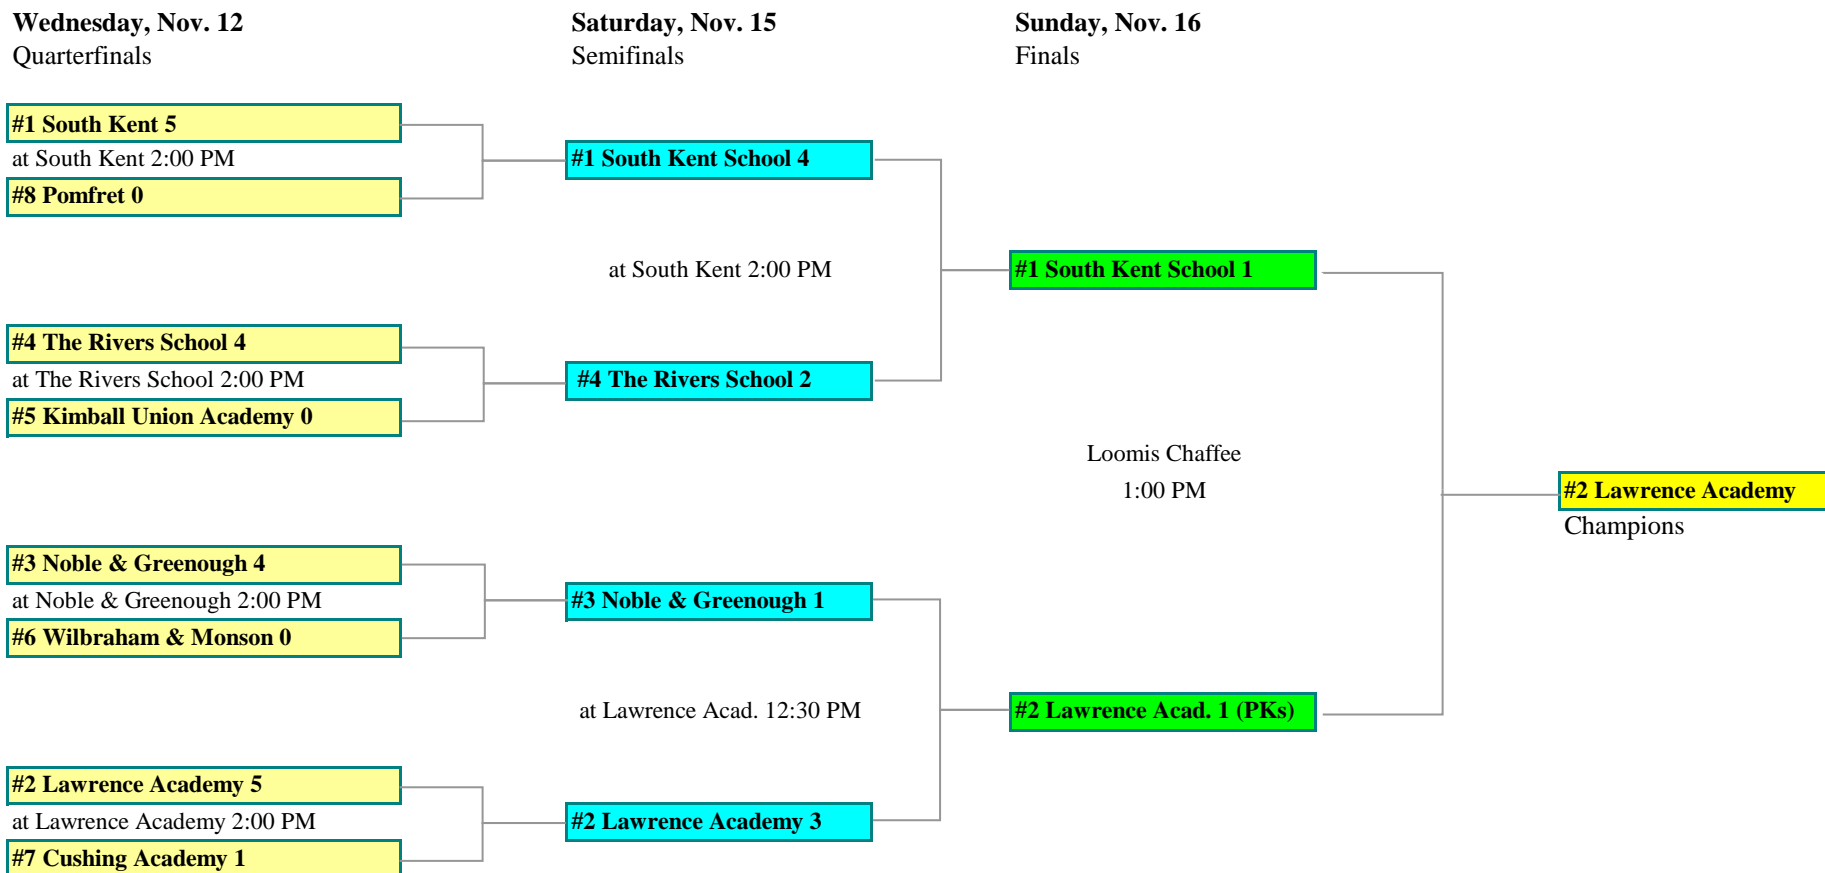 Wednesday, Nov. 12
Quarterfinals
Saturday, Nov. 15
Semifinals
Sunday, Nov. 16
Finals
#1 South Kent 5
at South Kent 2:00 PM
#8 Pomfret 0
#4 The Rivers School 4
at The Rivers School 2:00 PM
#5 Kimball Union Academy 0
#3 Noble & Greenough 4
at Noble & Greenough 2:00 PM
#6 Wilbraham & Monson 0
#2 Lawrence Academy 5
at Lawrence Academy 2:00 PM
#7 Cushing Academy 1
#1 South Kent School 4
at South Kent 2:00 PM
#4 The Rivers School 2
#3 Noble & Greenough 1
at Lawrence Acad. 12:30 PM
#2 Lawrence Academy 3
#1 South Kent School 1
Loomis Chaffee
1:00 PM
#2 Lawrence Acad. 1 (PKs)
#2 Lawrence Academy
Champions